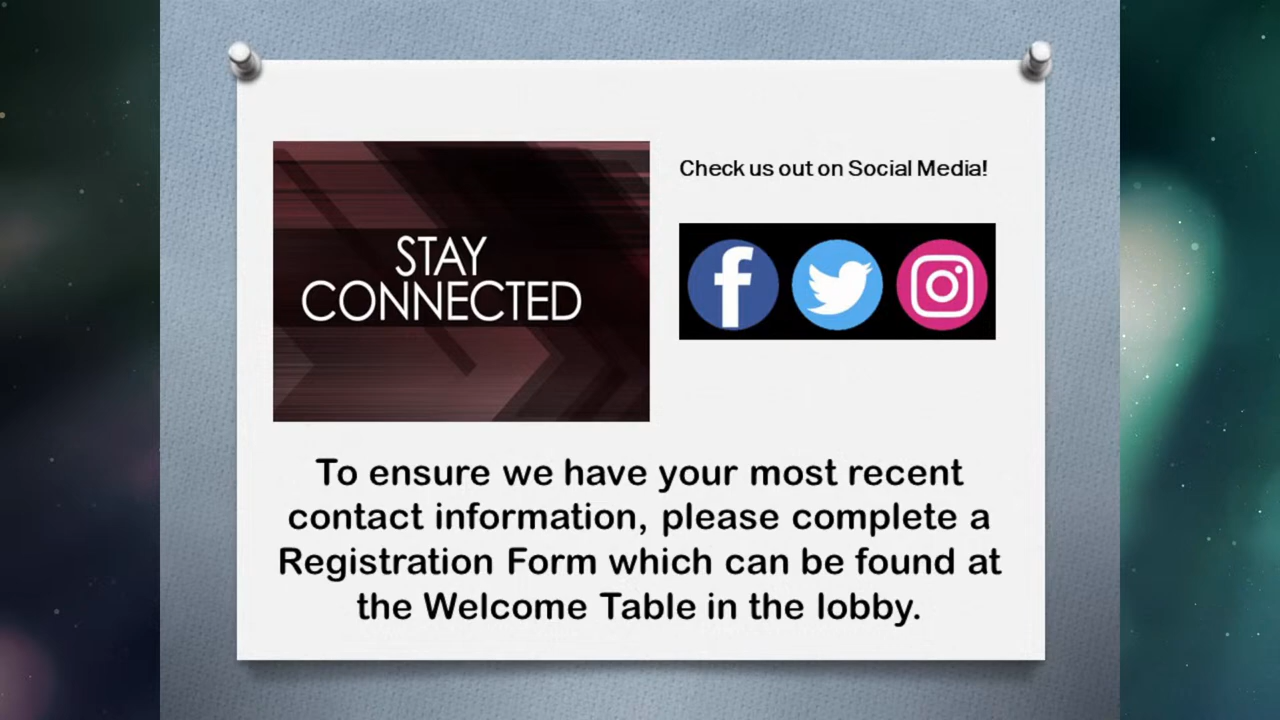 STAY
CONNECTED
Check us out on Social Media!
To ensure we have your most recent
contact information, please complete a
Registration Form which can be found at
the Welcome Table in the lobby.